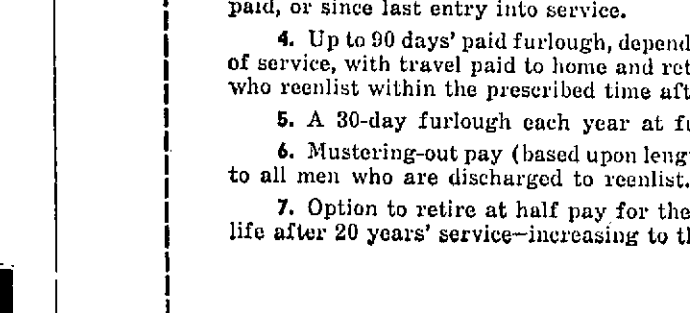 paid, or since last entry into service.
4. Up to 90 days' paid furlough, depend
of service, with travel paid to home and ret
who reenlist within the prescribed time aft
5. A 30-day furlough each year at fu
6. Mustering-out pay (based upon leng
to all men who are discharged to reenlist.
7. Option to retire at half pay for the
life after 20 years' service—increasing to th